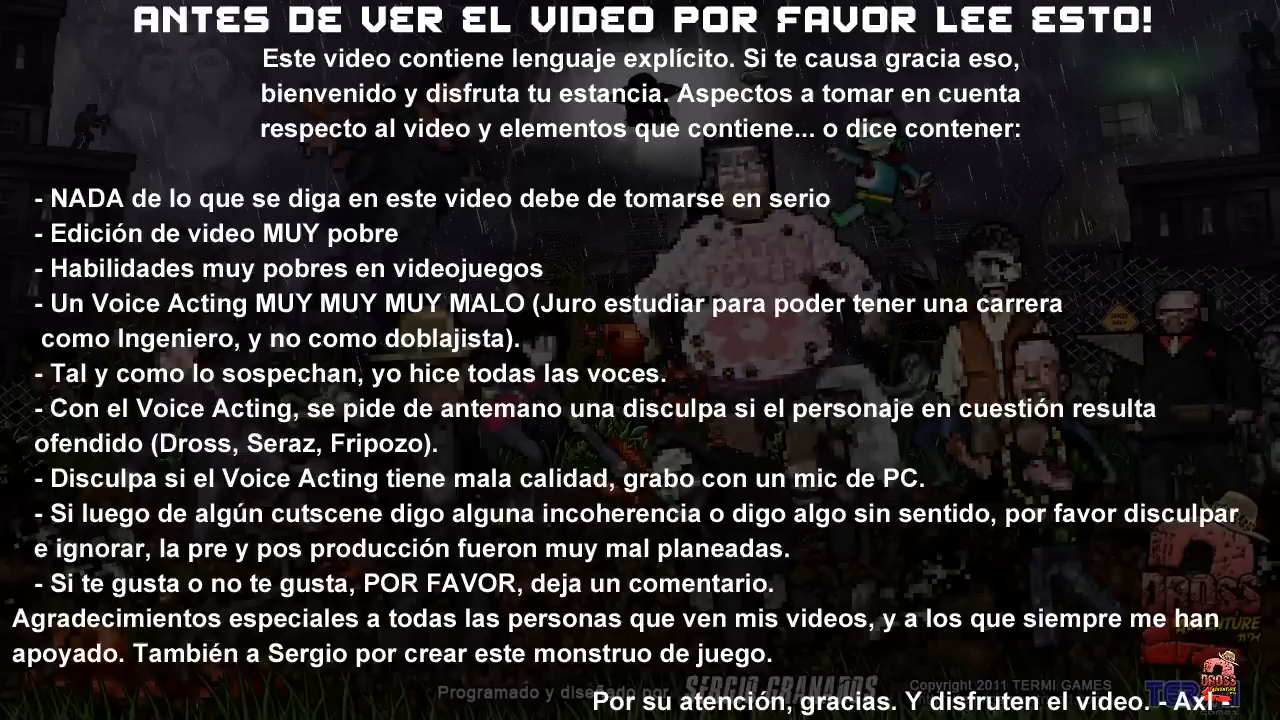 ANTES DE VER EL VIDEO POR FAVOR LEE ESTO!
Este video contiene lenguaje explícito. Si te causa gracia eso,
bienvenido y disfruta tu estancia. Aspectos a tomar en cuenta
respecto al video y elementos que contiene... o dice contener:
- NADA de lo que se diga en este video debe de tomarse en serio
- Edición de video MUY pobre
- Habilidades muy pobres en videojuegos
- Un Voice Acting MUY MUY MUY MALO (Juro estudiar para poder tener una carrera
como Ingeniero, y no como doblajista).
- Tal y como lo sospechan, yo hice todas las voces.
- Con el Voice Acting, se pide de antemano una disculpa si el personaje en cuestión resulta
ofendido (Dross, Seraz, Fripozo).
- Disculpa si el Voice Acting tiene mala calidad, grabo con un mic de PC.
- Si luego de algún cutscene digo alguna incoherencia o digo algo sin sentido, por favor disculpar
e ignorar, la pre y pos producción fueron muy mal planeadas.
- Si te gusta o no te gusta, POR FAVOR, deja un comentario.
Agradecimientos especiales a todas las personas que ven mis videos, y a los que siempre me han
apoyado. También a Sergio por crear este monstruo de juego.
Programado y diseñado por SERGIO GRANADOS Copyright 2011 TERMI GAMES
Por su atención, gracias. Y disfruten el video. - Axl -
DROSS
ADVENTURE
2